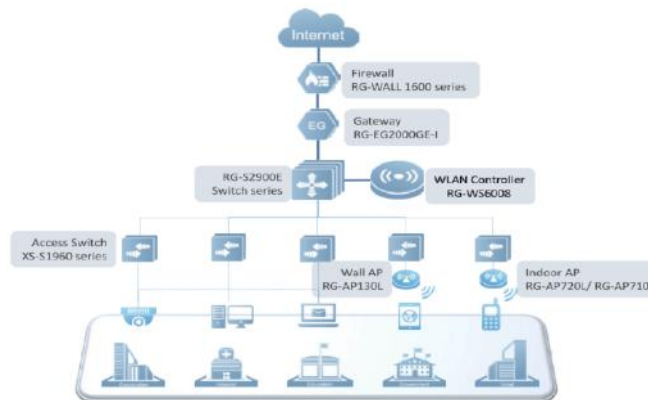 Internet
Firewall
RG-WALL 1600 series
EG
Gateway
RG-EG2000GE-I
RG-S2900E
Switch series
WLAN Controller
RG-WS6008
Access Switch
XS-S1960 series
Wall AP
RG-AP130L
Indoor AP
RG-AP720L/ RG-AP710